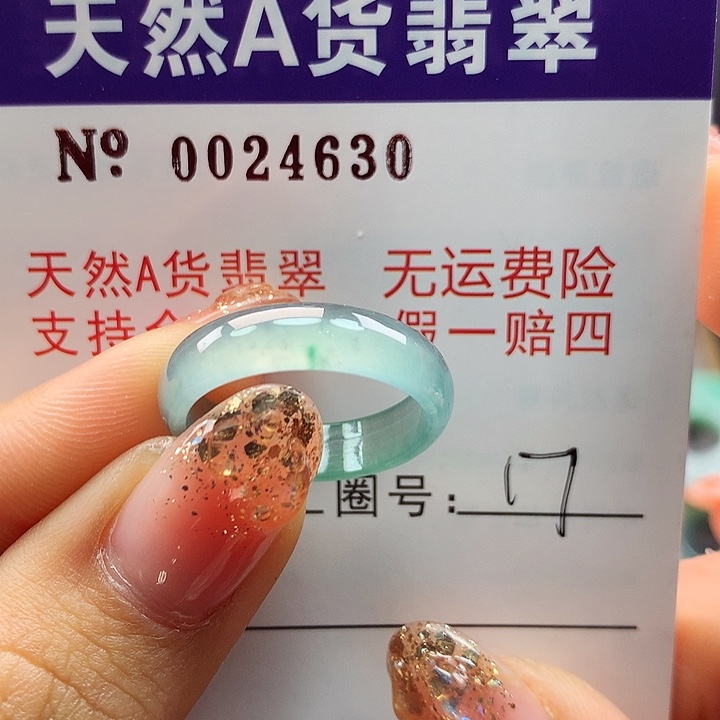 天然A货翡翠
Nº 0024630
天然A货翡翠 无运费险
支持 假一赔四
圈号: 17